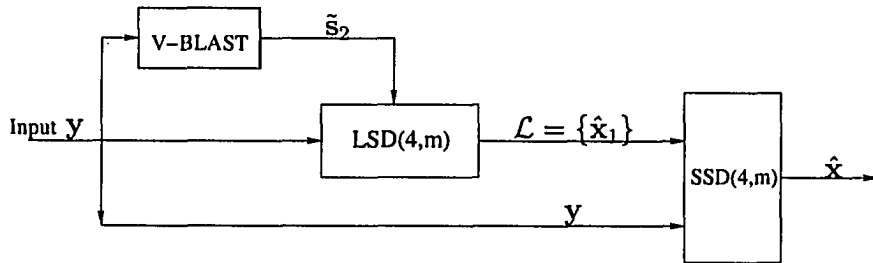 V-BLAST
s̃₂
Input y
LSD(4,m)
ℒ = {x̂₁}
SSD(4,m)
x̂
y